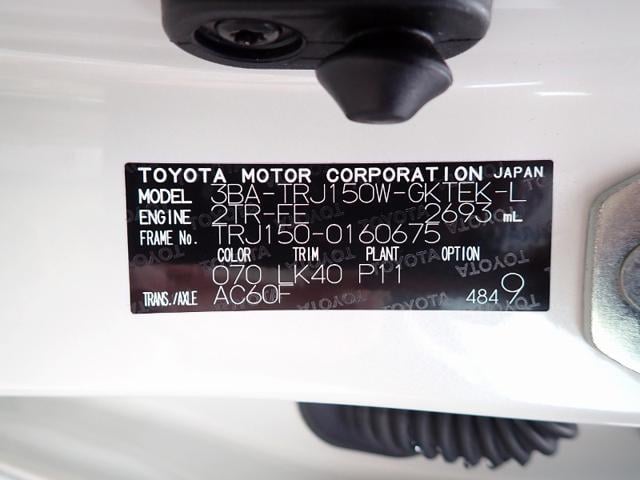 TOYOTA MOTOR CORPORATION JAPAN
MODEL 3BA-TRJ150W-GKTEK-L
ENGINE 2TR-FE 2693 mL
FRAME No. TRJ150-0160675
COLOR TRIM PLANT OPTION
070 LK40 P11
TRANS./AXLE AC60F 484 9